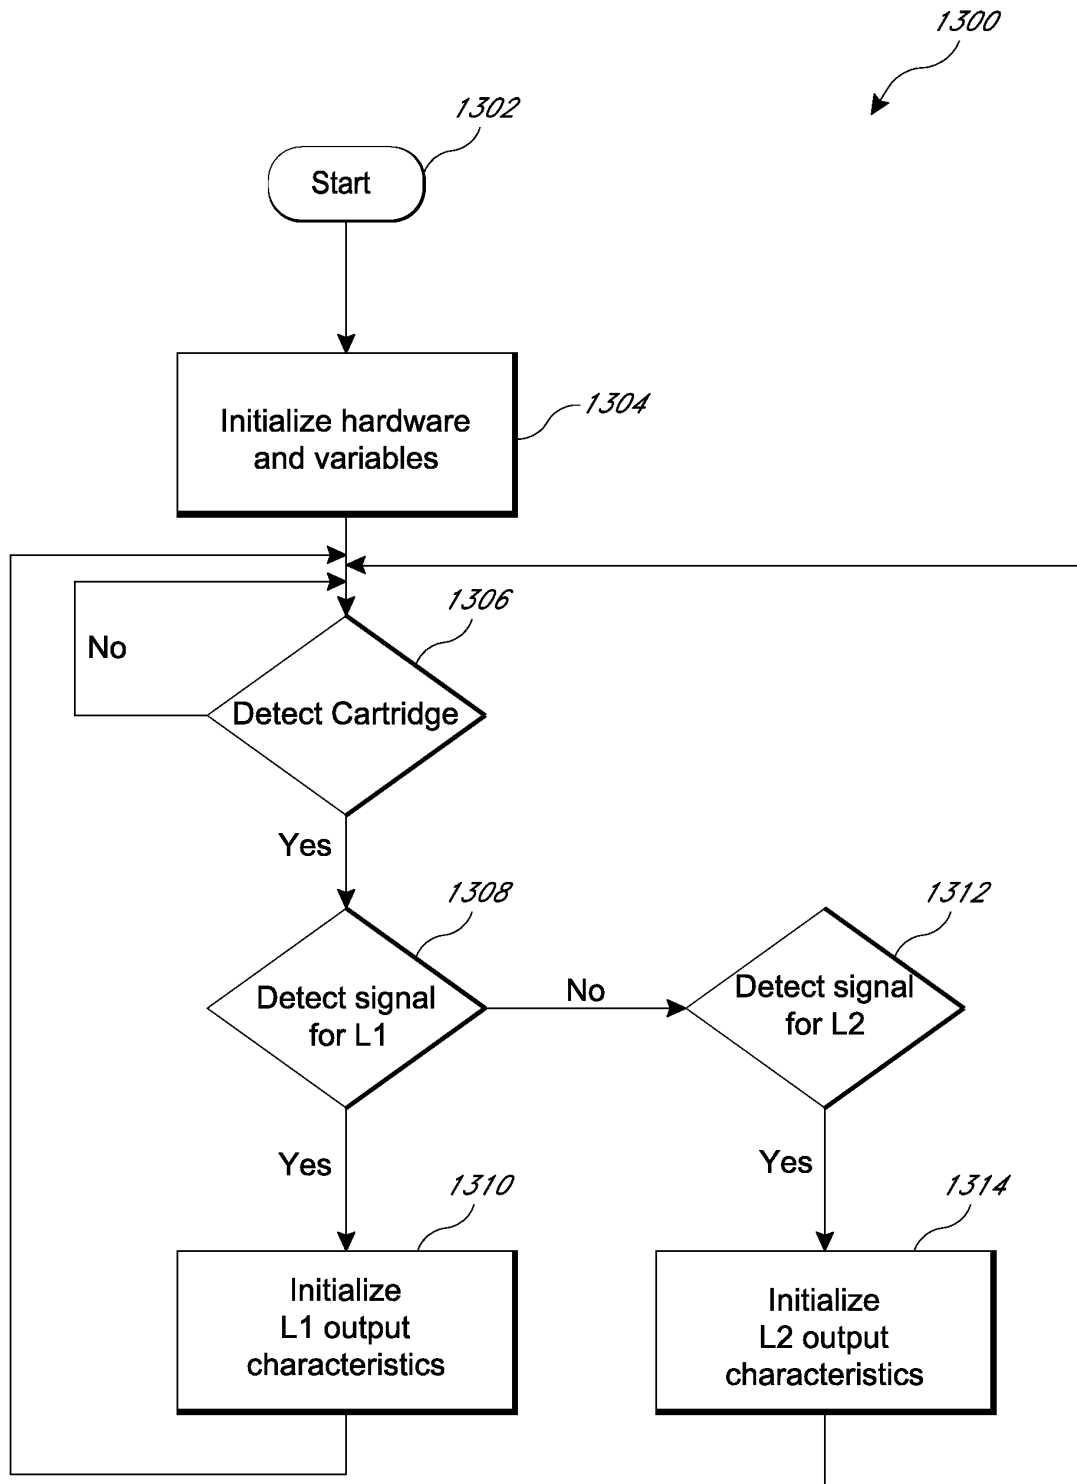 1300
1302
Start
Initialize hardware
and variables
1304
1306
No
Detect Cartridge
Yes
1308
1312
Detect signal
for L1
No
Detect signal
for L2
Yes
Yes
1310
1314
Initialize
L1 output
characteristics
Initialize
L2 output
characteristics